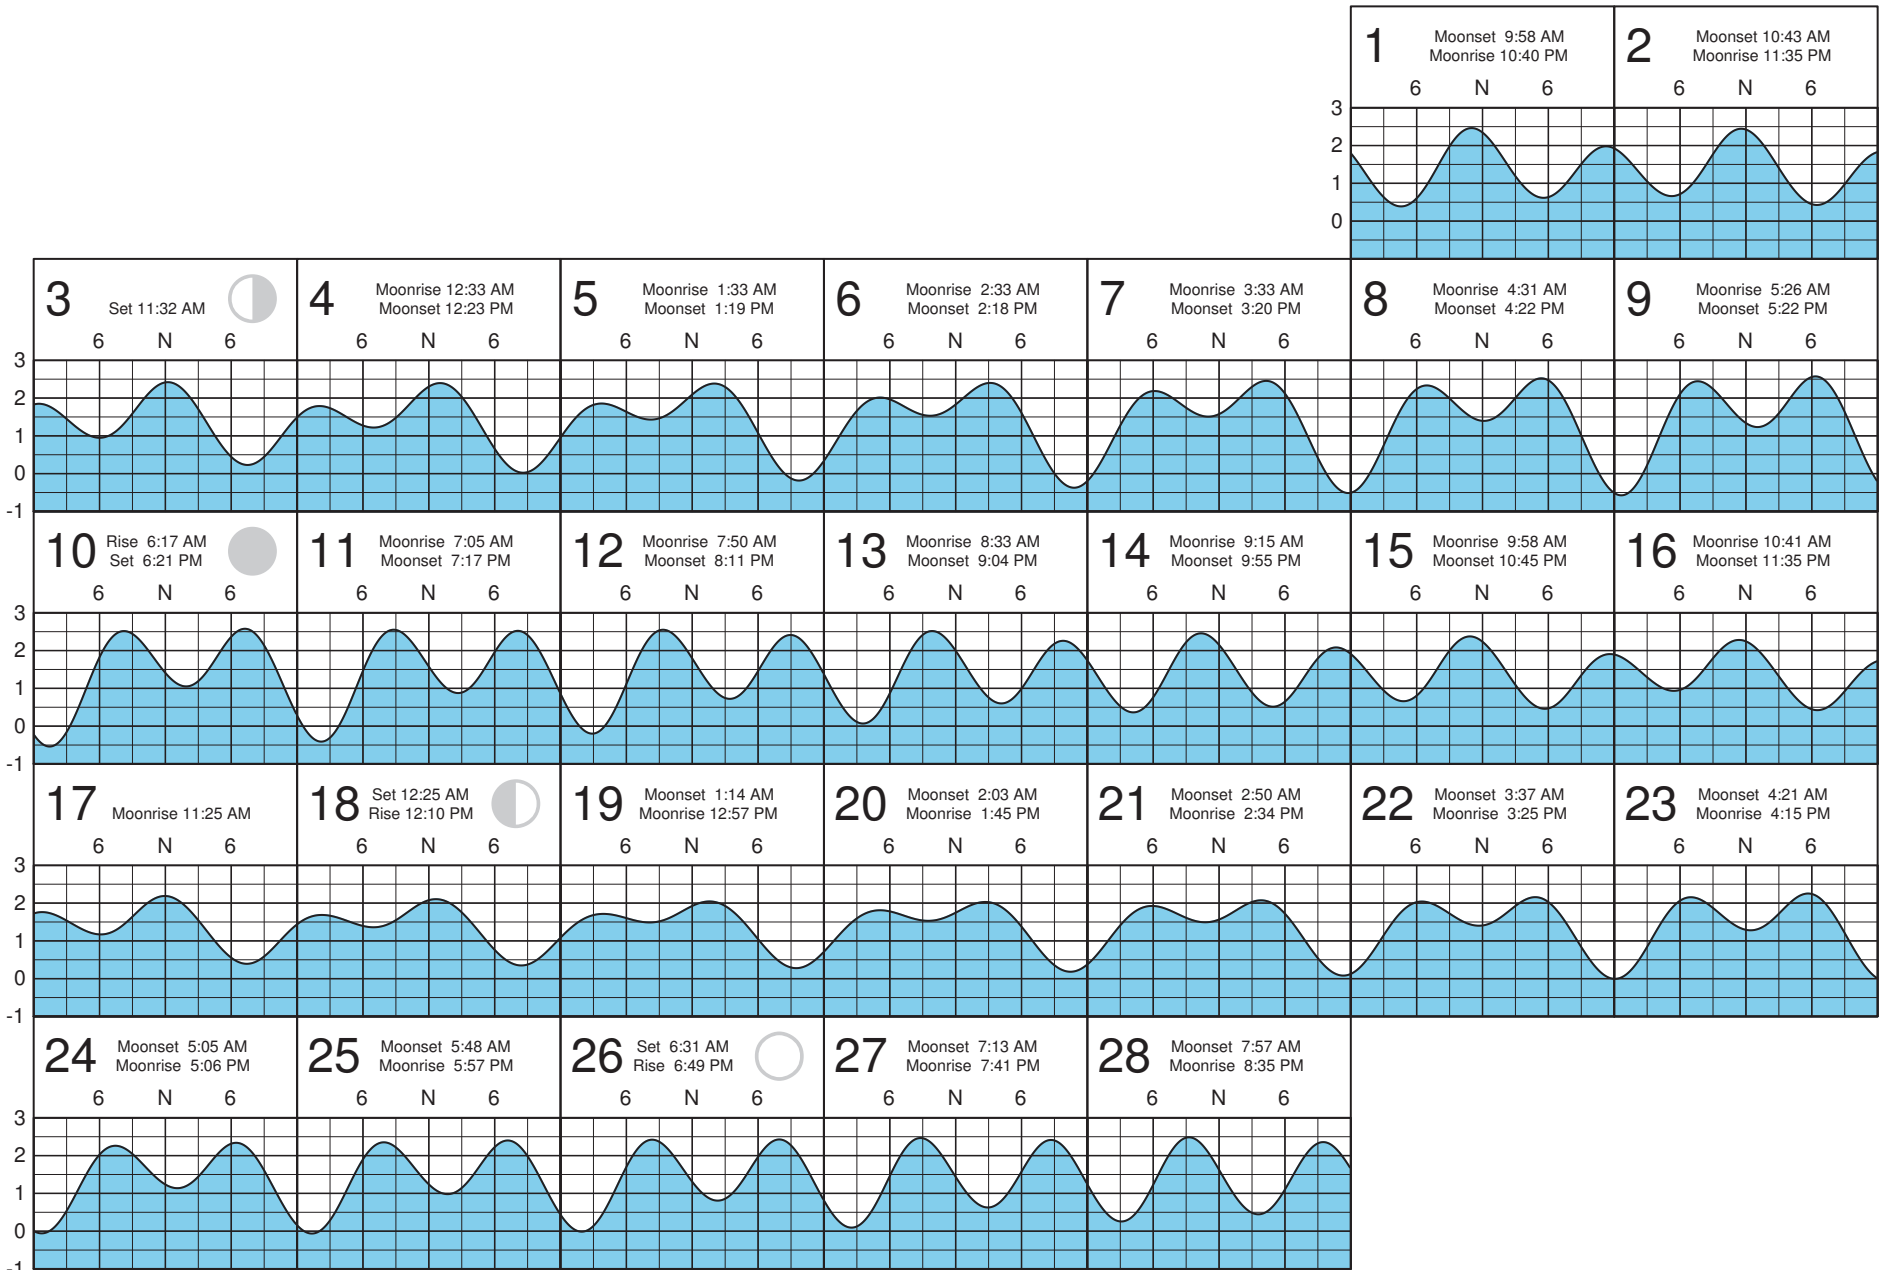 1 Moonset 9:58 AM
Moonrise 10:40 PM
2 Moonset 10:43 AM
Moonrise 11:35 PM
6 N 6 6 N 6
3
2
1
0
3 Set 11:32 AM
4 Moonrise 12:33 AM
Moonset 12:23 PM
5 Moonrise 1:33 AM
Moonset 1:19 PM
6 Moonrise 2:33 AM
Moonset 2:18 PM
7 Moonrise 3:33 AM
Moonset 3:20 PM
8 Moonrise 4:31 AM
Moonset 4:22 PM
9 Moonrise 5:26 AM
Moonset 5:22 PM
6 N 6 6 N 6 6 N 6 6 N 6 6 N 6 6 N 6 6 N 6
3
2
1
0
-1
10 Rise 6:17 AM
Set 6:21 PM
11 Moonrise 7:05 AM
Moonset 7:17 PM
12 Moonrise 7:50 AM
Moonset 8:11 PM
13 Moonrise 8:33 AM
Moonset 9:04 PM
14 Moonrise 9:15 AM
Moonset 9:55 PM
15 Moonrise 9:58 AM
Moonset 10:45 PM
16 Moonrise 10:41 AM
Moonset 11:35 PM
6 N 6 6 N 6 6 N 6 6 N 6 6 N 6 6 N 6 6 N 6
3
2
1
0
-1
17 Moonrise 11:25 AM
18 Set 12:25 AM
Rise 12:10 PM
19 Moonset 1:14 AM
Moonrise 12:57 PM
20 Moonset 2:03 AM
Moonrise 1:45 PM
21 Moonset 2:50 AM
Moonrise 2:34 PM
22 Moonset 3:37 AM
Moonrise 3:25 PM
23 Moonset 4:21 AM
Moonrise 4:15 PM
6 N 6 6 N 6 6 N 6 6 N 6 6 N 6 6 N 6 6 N 6
3
2
1
0
-1
24 Moonset 5:05 AM
Moonrise 5:06 PM
25 Moonset 5:48 AM
Moonrise 5:57 PM
26 Set 6:31 AM
Rise 6:49 PM
27 Moonset 7:13 AM
Moonrise 7:41 PM
28 Moonset 7:57 AM
Moonrise 8:35 PM
6 N 6 6 N 6 6 N 6 6 N 6 6 N 6
3
2
1
0
-1